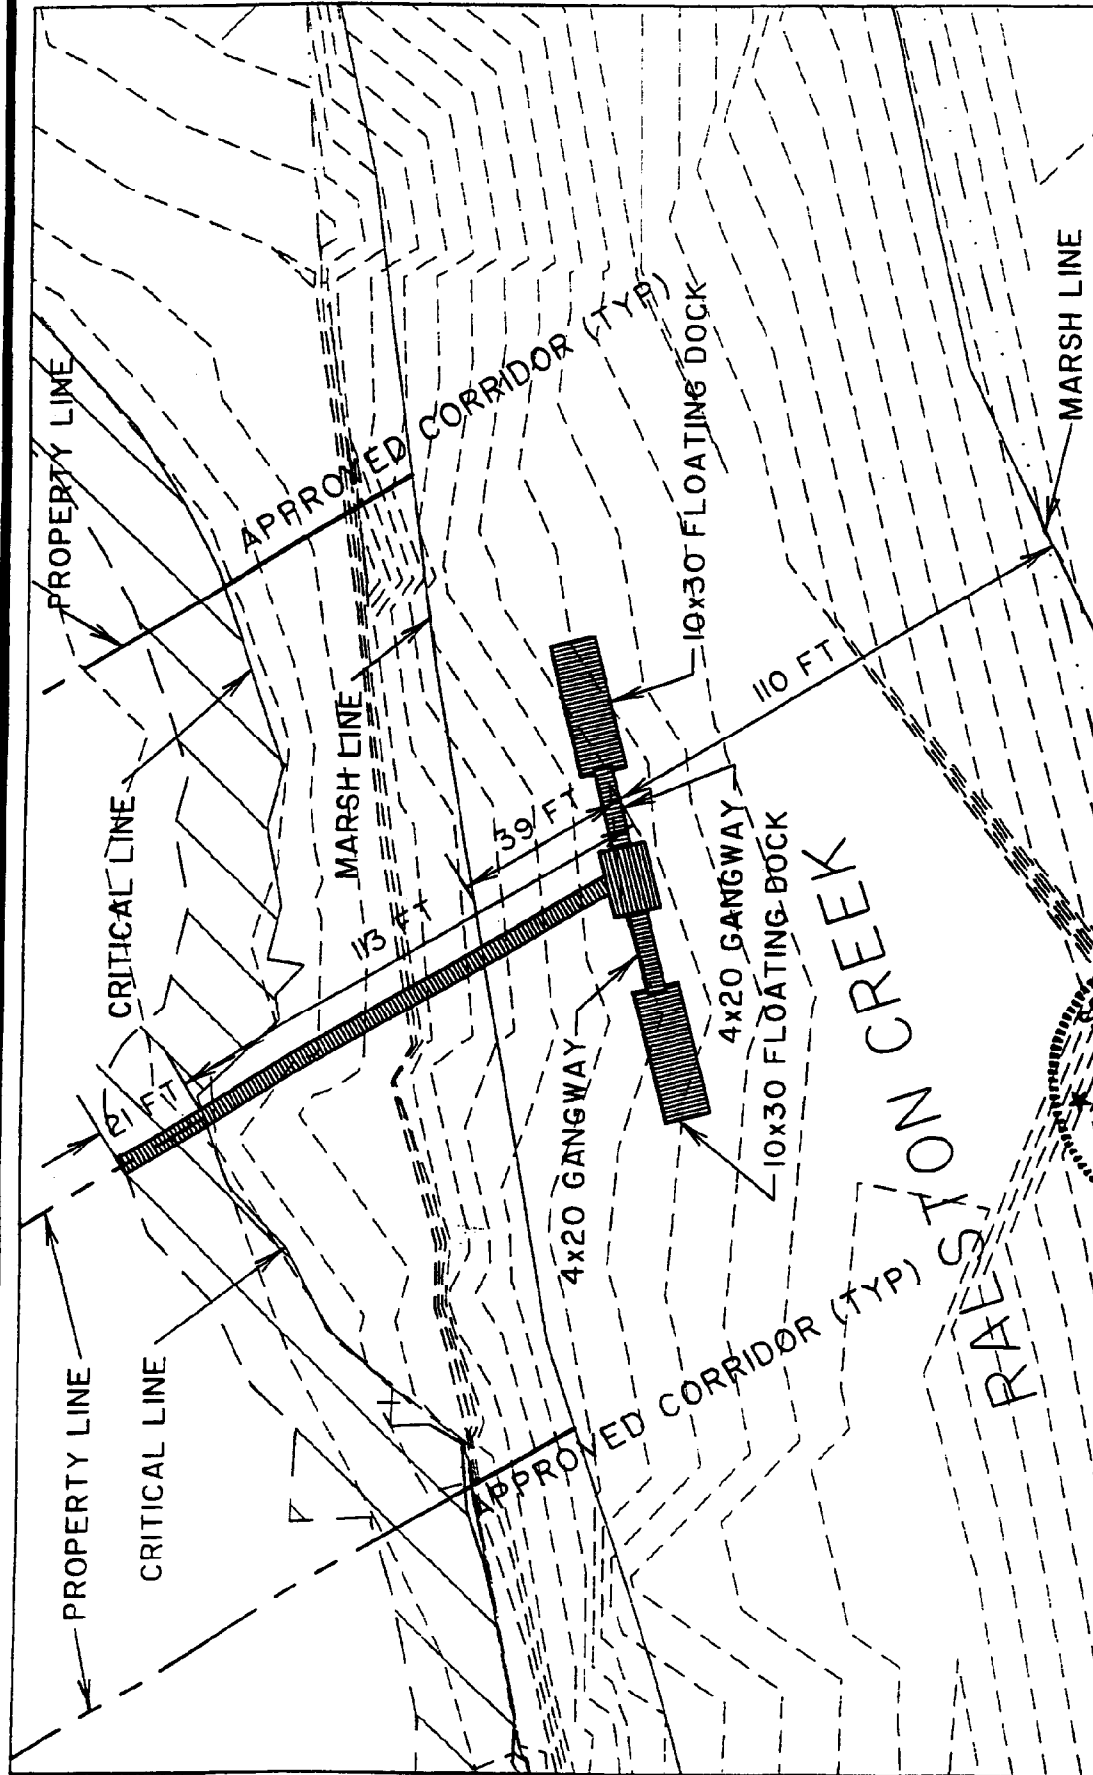 PROPERTY LINE
CRITICAL LINE
PROPERTY LINE
CRITICAL LINE
21 FT
113 FT
MARSH LINE
39 FT
APPROVED CORRIDOR (TYP)
4x20 GANGWAY
10x30 FLOATING DOCK
4x20 GANGWAY
10x30 FLOATING DOCK
110 FT
APPROVED CORRIDOR (TYP)
RAESTON CREEK
MARSH LINE